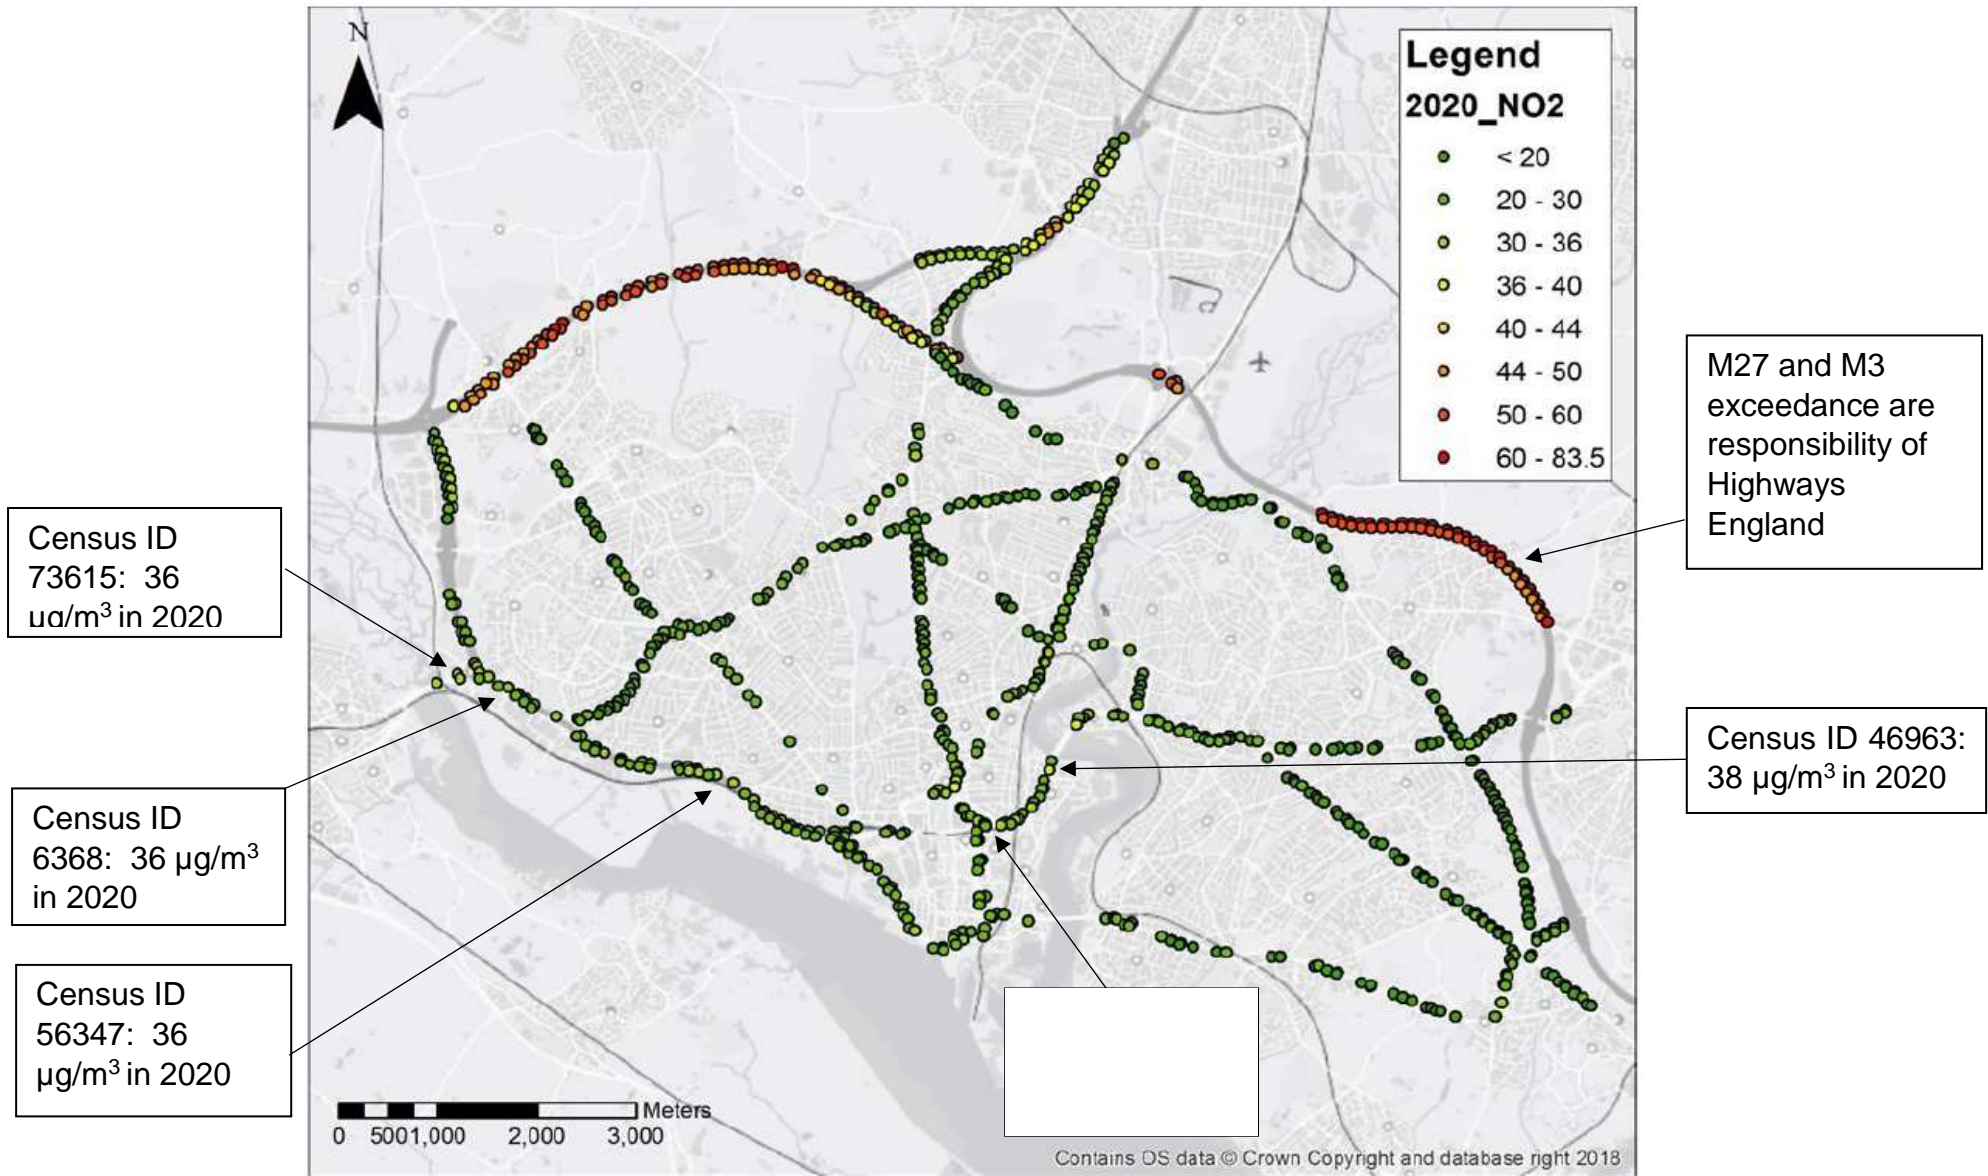 N
Legend
2020_NO2
< 20
20 - 30
30 - 36
36 - 40
40 - 44
44 - 50
50 - 60
60 - 83.5
M27 and M3
exceedance are
responsibility of
Highways
England
Census ID
73615: 36
µg/m³ in 2020
Census ID 46963:
38 µg/m³ in 2020
Census ID
6368: 36 µg/m³
in 2020
Census ID
56347: 36
µg/m³ in 2020
Meters
0 500 1,000 2,000 3,000
Contains OS data © Crown Copyright and database right 2018